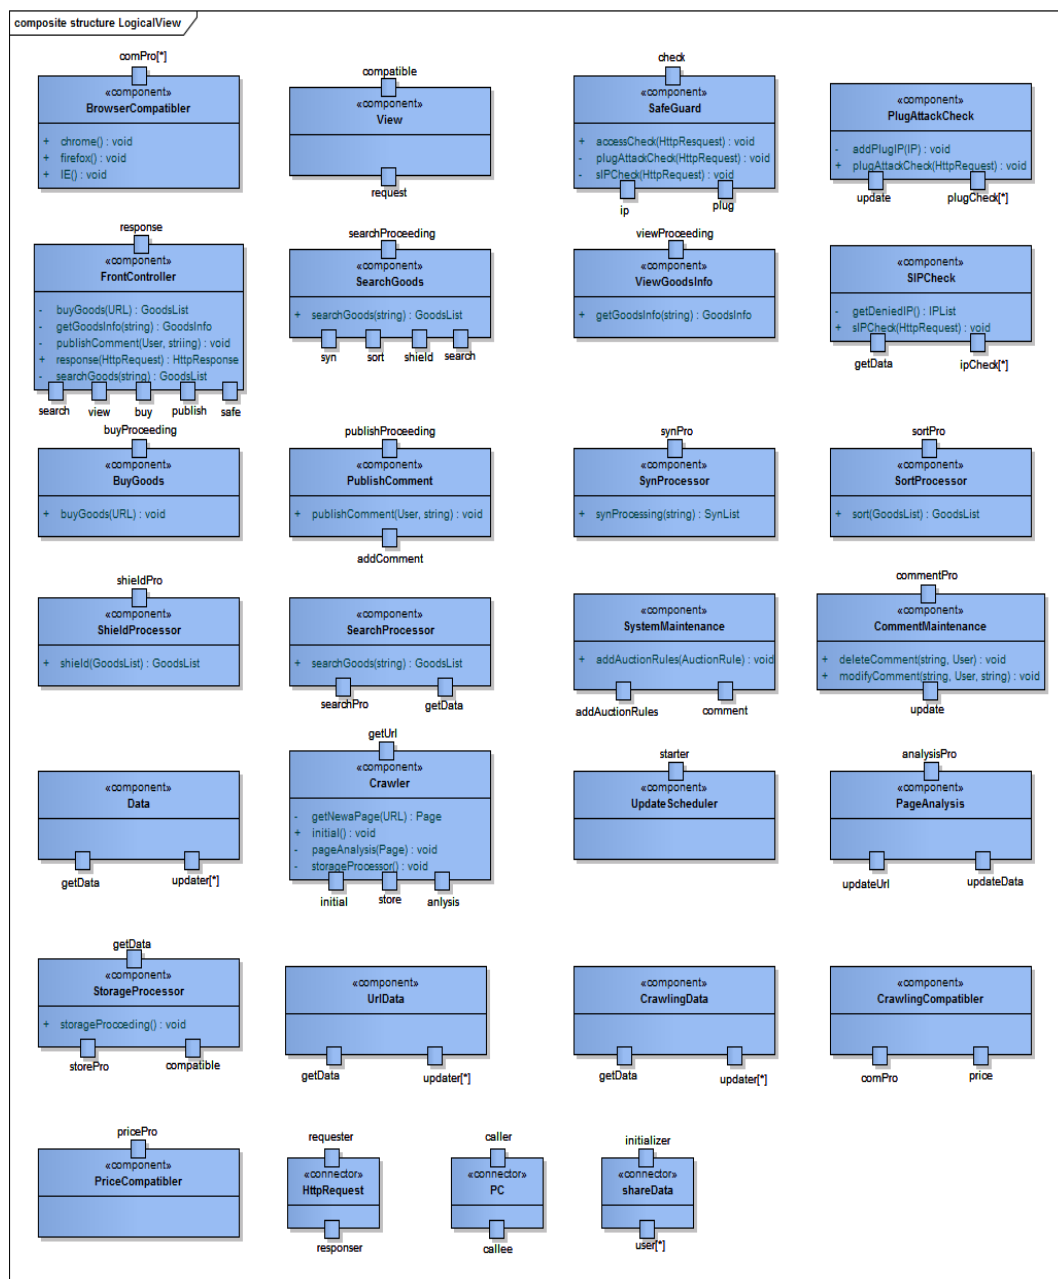 composite structure LogicalView
comPro[*]
«component»
BrowserCompatibler
+ chrome() : void
+ firefox() : void
+ IE() : void
compatible
«component»
View
request
check
«component»
SafeGuard
+ accessCheck(HttpResquest) : void
- plugAttackCheck(HttpRequest) : void
- sIPCheck(HttpRequest) : void
ip
plug
«component»
PlugAttackCheck
- addPlugIP(IP) : void
+ plugAttackCheck(HttpRequest) : void
update
plugCheck[*]
response
«component»
FrontController
- buyGoods(URL) : GoodsList
- getGoodsInfo(string) : GoodsInfo
- publishComment(User, striing) : void
+ response(HttpRequest) : HttpResponse
- searchGoods(string) : GoodsList
search
view
buy
publish
safe
searchProceeding
«component»
SearchGoods
+ searchGoods(string) : GoodsList
syn
sort
shield
search
viewProceeding
«component»
ViewGoodsInfo
+ getGoodsInfo(string) : GoodsInfo
«component»
SIPCheck
- getDeniedIP() : IPList
+ sIPCheck(HttpRequest) : void
getData
ipCheck[*]
buyProceeding
«component»
BuyGoods
+ buyGoods(URL) : void
publishProceeding
«component»
PublishComment
+ publishComment(User, string) : void
addComment
synPro
«component»
SynProcessor
+ synProcessing(string) : SynList
sortPro
«component»
SortProcessor
+ sort(GoodsList) : GoodsList
shieldPro
«component»
ShieldProcessor
+ shield(GoodsList) : GoodsList
«component»
SearchProcessor
+ searchGoods(string) : GoodsList
searchPro
getData
«component»
SystemMaintenance
+ addAuctionRules(AuctionRule) : void
addAuctionRules
comment
commentPro
«component»
CommentMaintenance
+ deleteComment(string, User) : void
+ modifyComment(string, User, string) : void
update
«component»
Data
getData
updater[*]
getUrl
«component»
Crawler
- getNewaPage(URL) : Page
+ initial() : void
- pageAnalysis(Page) : void
- storageProcessor() : void
initial
store
anlysis
starter
«component»
UpdateScheduler
analysisPro
«component»
PageAnalysis
updateUrl
updateData
getData
«component»
StorageProcessor
+ storageProcceding() : void
storePro
compatible
«component»
UrlData
getData
updater[*]
«component»
CrawlingData
getData
updater[*]
«component»
CrawlingCompatibler
comPro
price
pricePro
«component»
PriceCompatibler
requester
«connector»
HttpRequest
responser
caller
«connector»
PC
callee
initializer
«connector»
shareData
user[*]